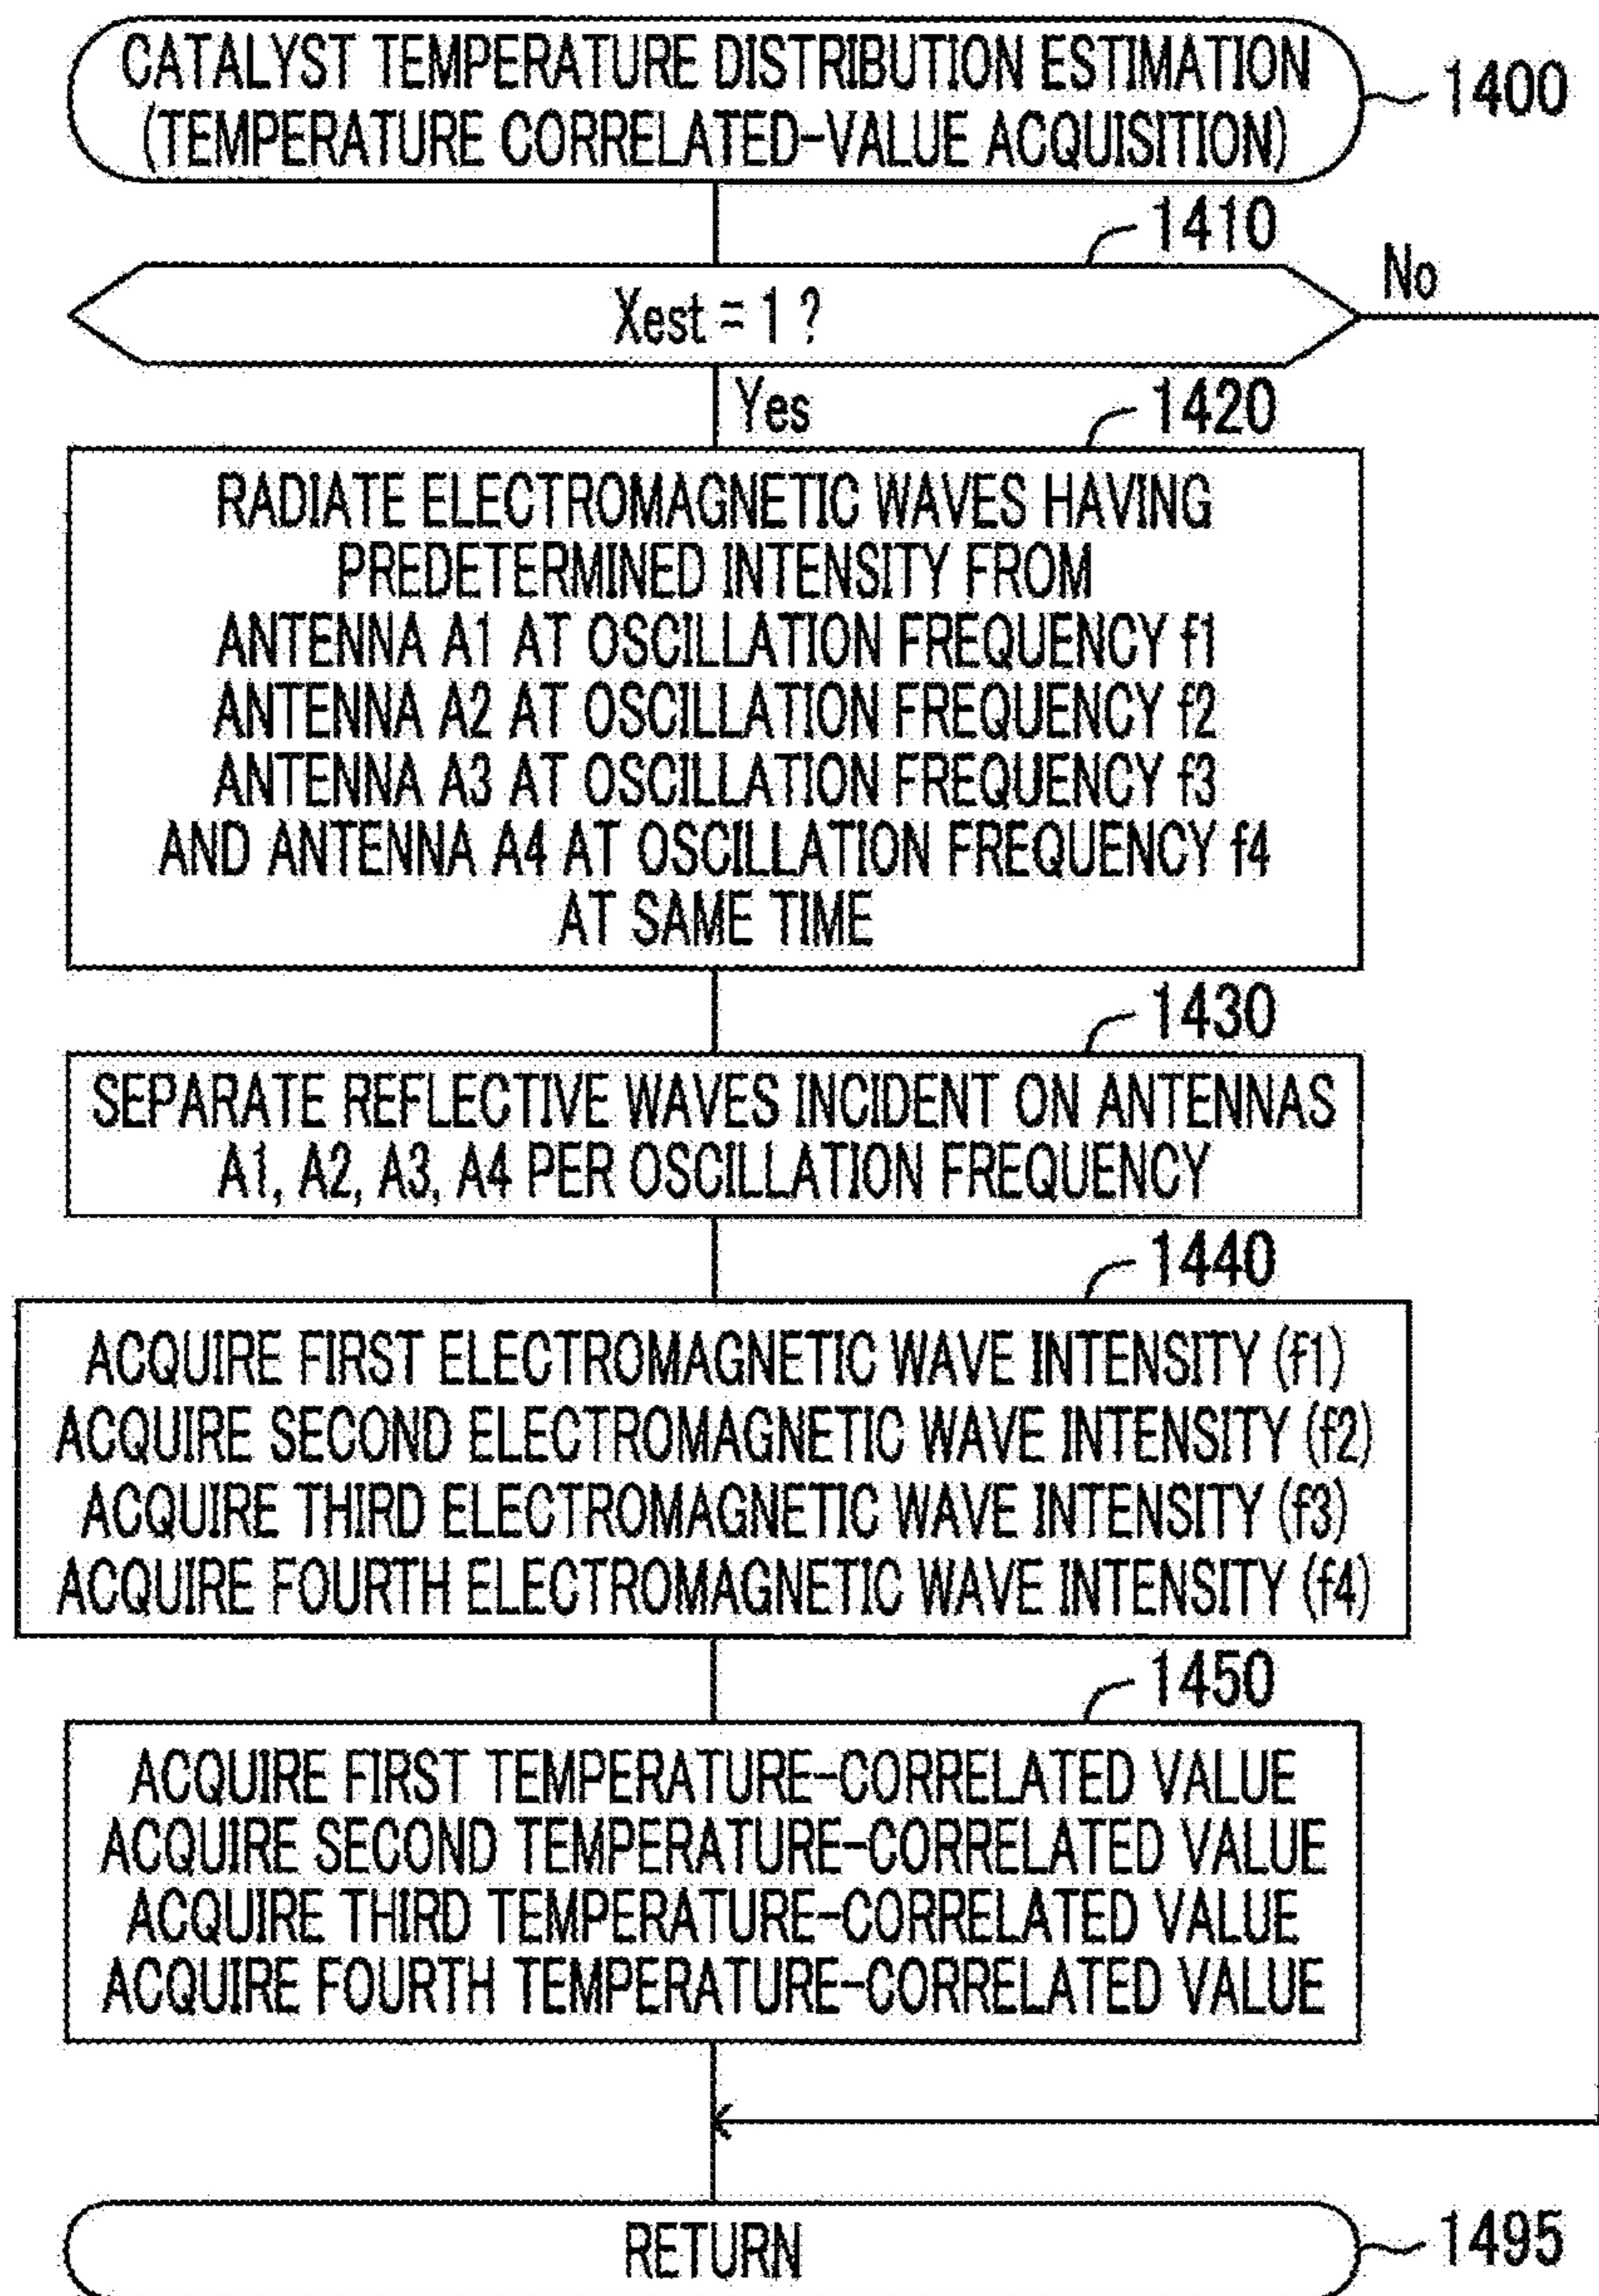 CATALYST TEMPERATURE DISTRIBUTION ESTIMATION
(TEMPERATURE CORRELATED-VALUE ACQUISITION)
1400
1410
Xest = 1 ?
No
Yes
1420
RADIATE ELECTROMAGNETIC WAVES HAVING
PREDETERMINED INTENSITY FROM
ANTENNA A1 AT OSCILLATION FREQUENCY f1
ANTENNA A2 AT OSCILLATION FREQUENCY f2
ANTENNA A3 AT OSCILLATION FREQUENCY f3
AND ANTENNA A4 AT OSCILLATION FREQUENCY f4
AT SAME TIME
1430
SEPARATE REFLECTIVE WAVES INCIDENT ON ANTENNAS
A1, A2, A3, A4 PER OSCILLATION FREQUENCY
1440
ACQUIRE FIRST ELECTROMAGNETIC WAVE INTENSITY (f1)
ACQUIRE SECOND ELECTROMAGNETIC WAVE INTENSITY (f2)
ACQUIRE THIRD ELECTROMAGNETIC WAVE INTENSITY (f3)
ACQUIRE FOURTH ELECTROMAGNETIC WAVE INTENSITY (f4)
1450
ACQUIRE FIRST TEMPERATURE-CORRELATED VALUE
ACQUIRE SECOND TEMPERATURE-CORRELATED VALUE
ACQUIRE THIRD TEMPERATURE-CORRELATED VALUE
ACQUIRE FOURTH TEMPERATURE-CORRELATED VALUE
RETURN
1495